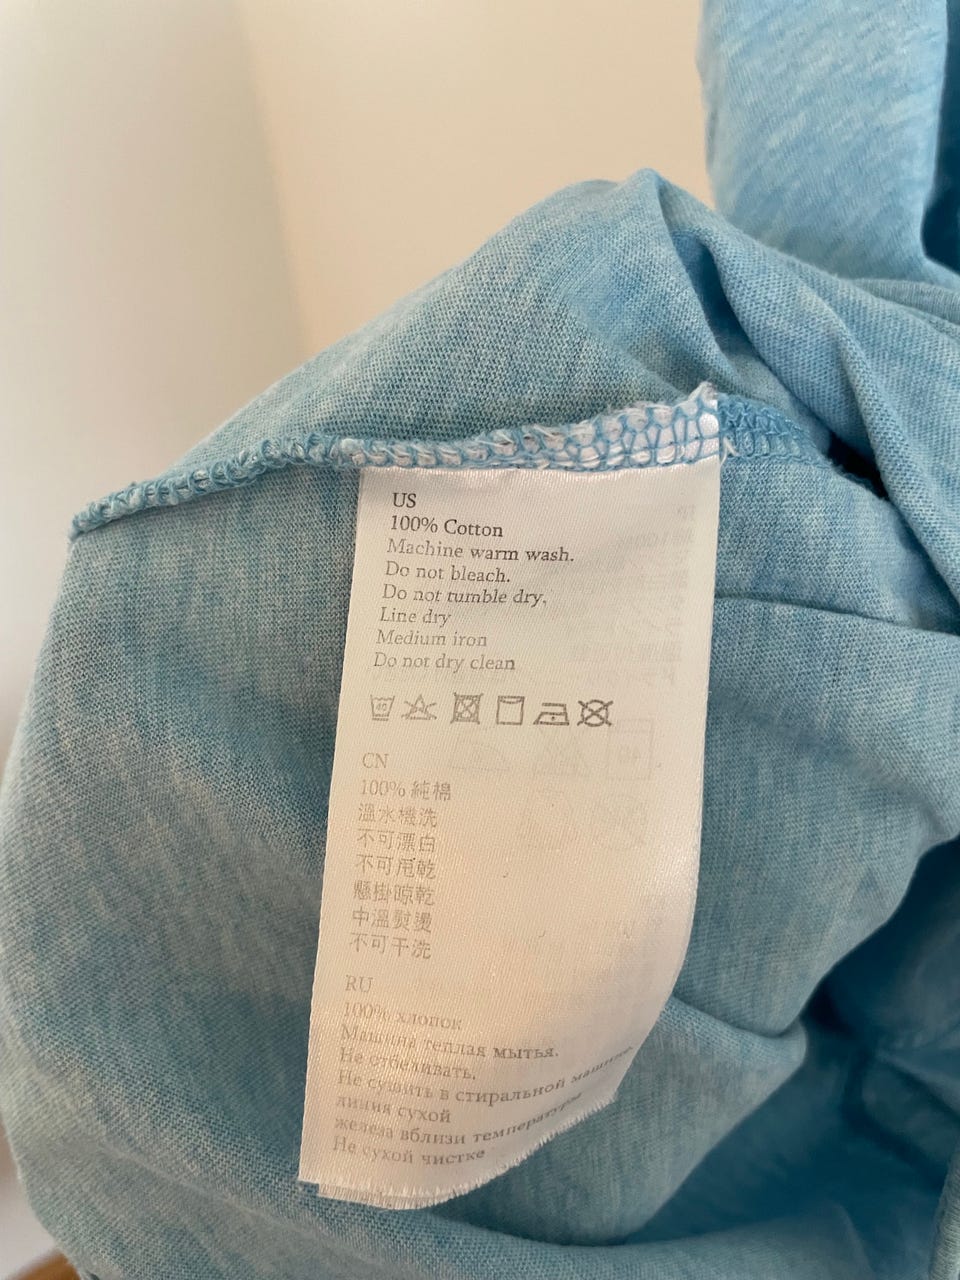 US
100% Cotton
Machine warm wash.
Do not bleach.
Do not tumble dry.
Line dry
Medium iron
Do not dry clean
40
CN
100% 純棉
溫水機洗
不可漂白
不可甩乾
懸掛晾乾
中溫熨燙
不可干洗
RU
100% хлопок
Машина теплая мытья.
Не отбеливать.
Не сушить в стиральной машине.
линия сухой
железа вблизи температуры
Не сухой чистке